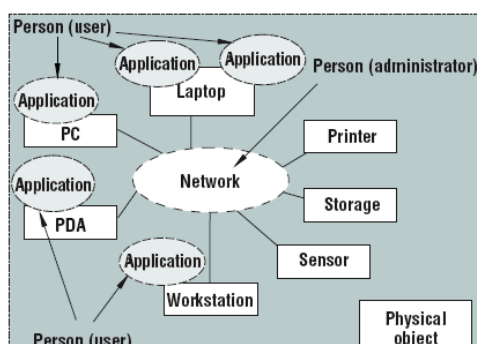 Person (user)
Application
Application
Person (administrator)
Laptop
Application
PC
Printer
Application
Network
Storage
PDA
Application
Sensor
Workstation
Person (user)
Physical
object